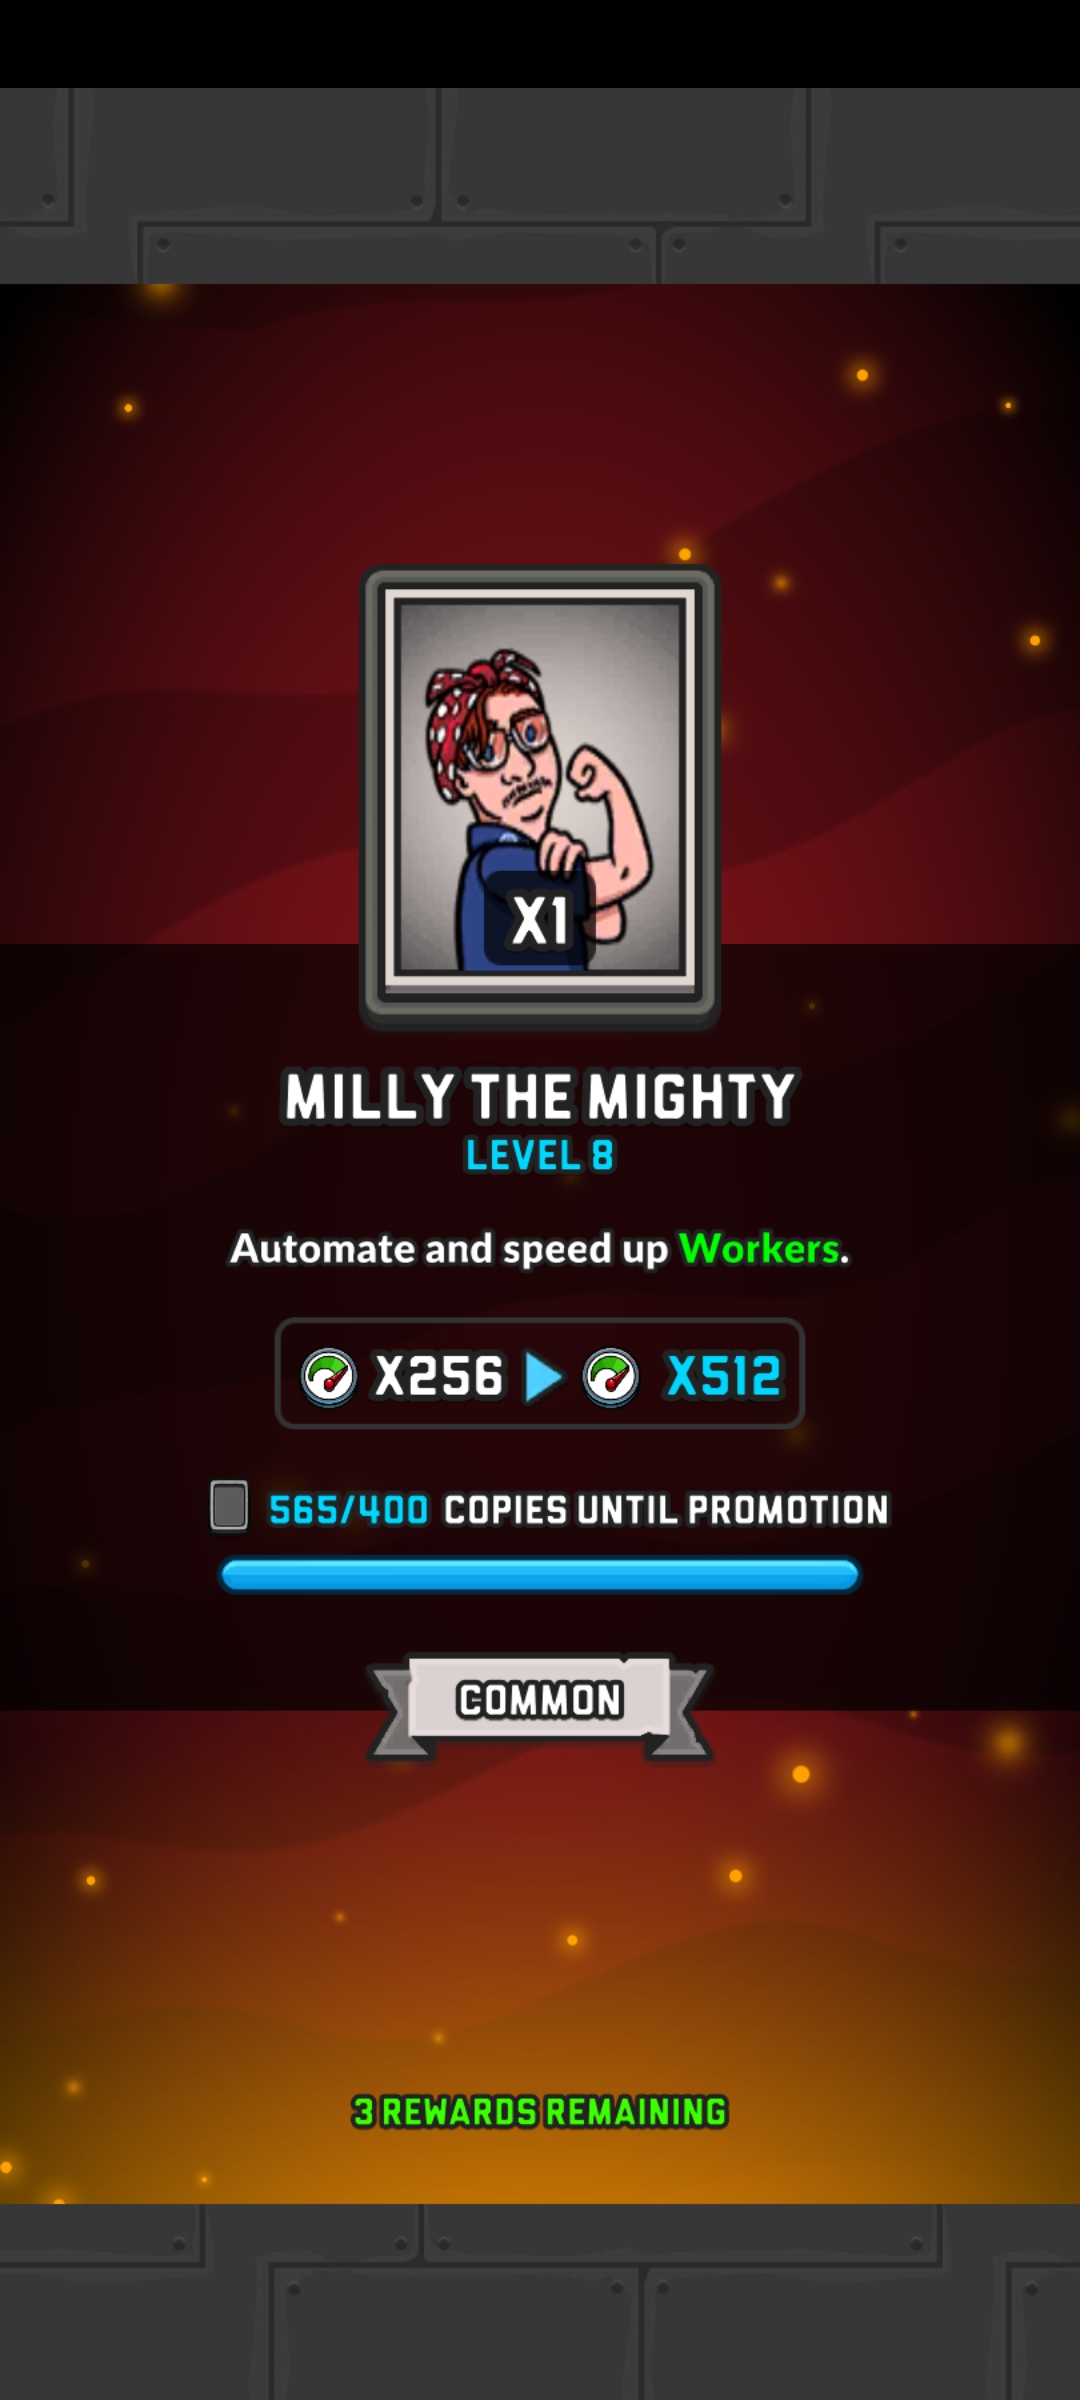 X1
MILLY THE MIGHTY
LEVEL 8
Automate and speed up Workers.
X256 X512
565/400 COPIES UNTIL PROMOTION
COMMON
3 REWARDS REMAINING